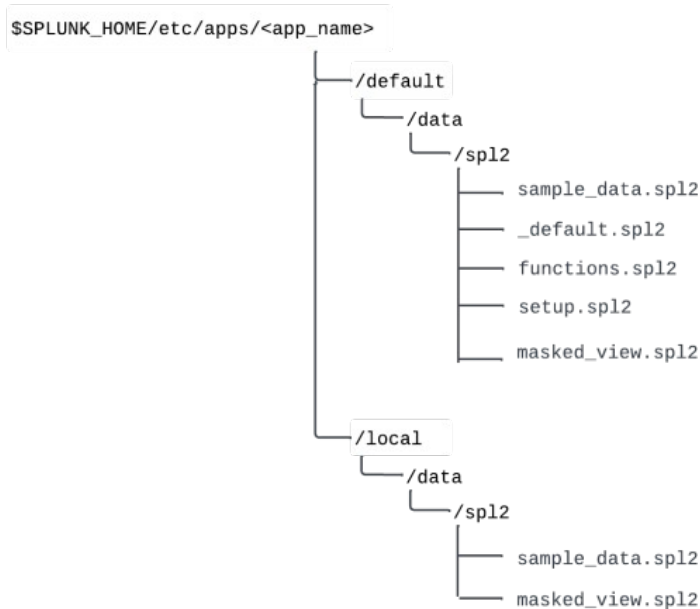 $SPLUNK_HOME/etc/apps/<app_name>
/default
/data
/spl2
sample_data.spl2
_default.spl2
functions.spl2
setup.spl2
masked_view.spl2
/local
/data
/spl2
sample_data.spl2
masked_view.spl2